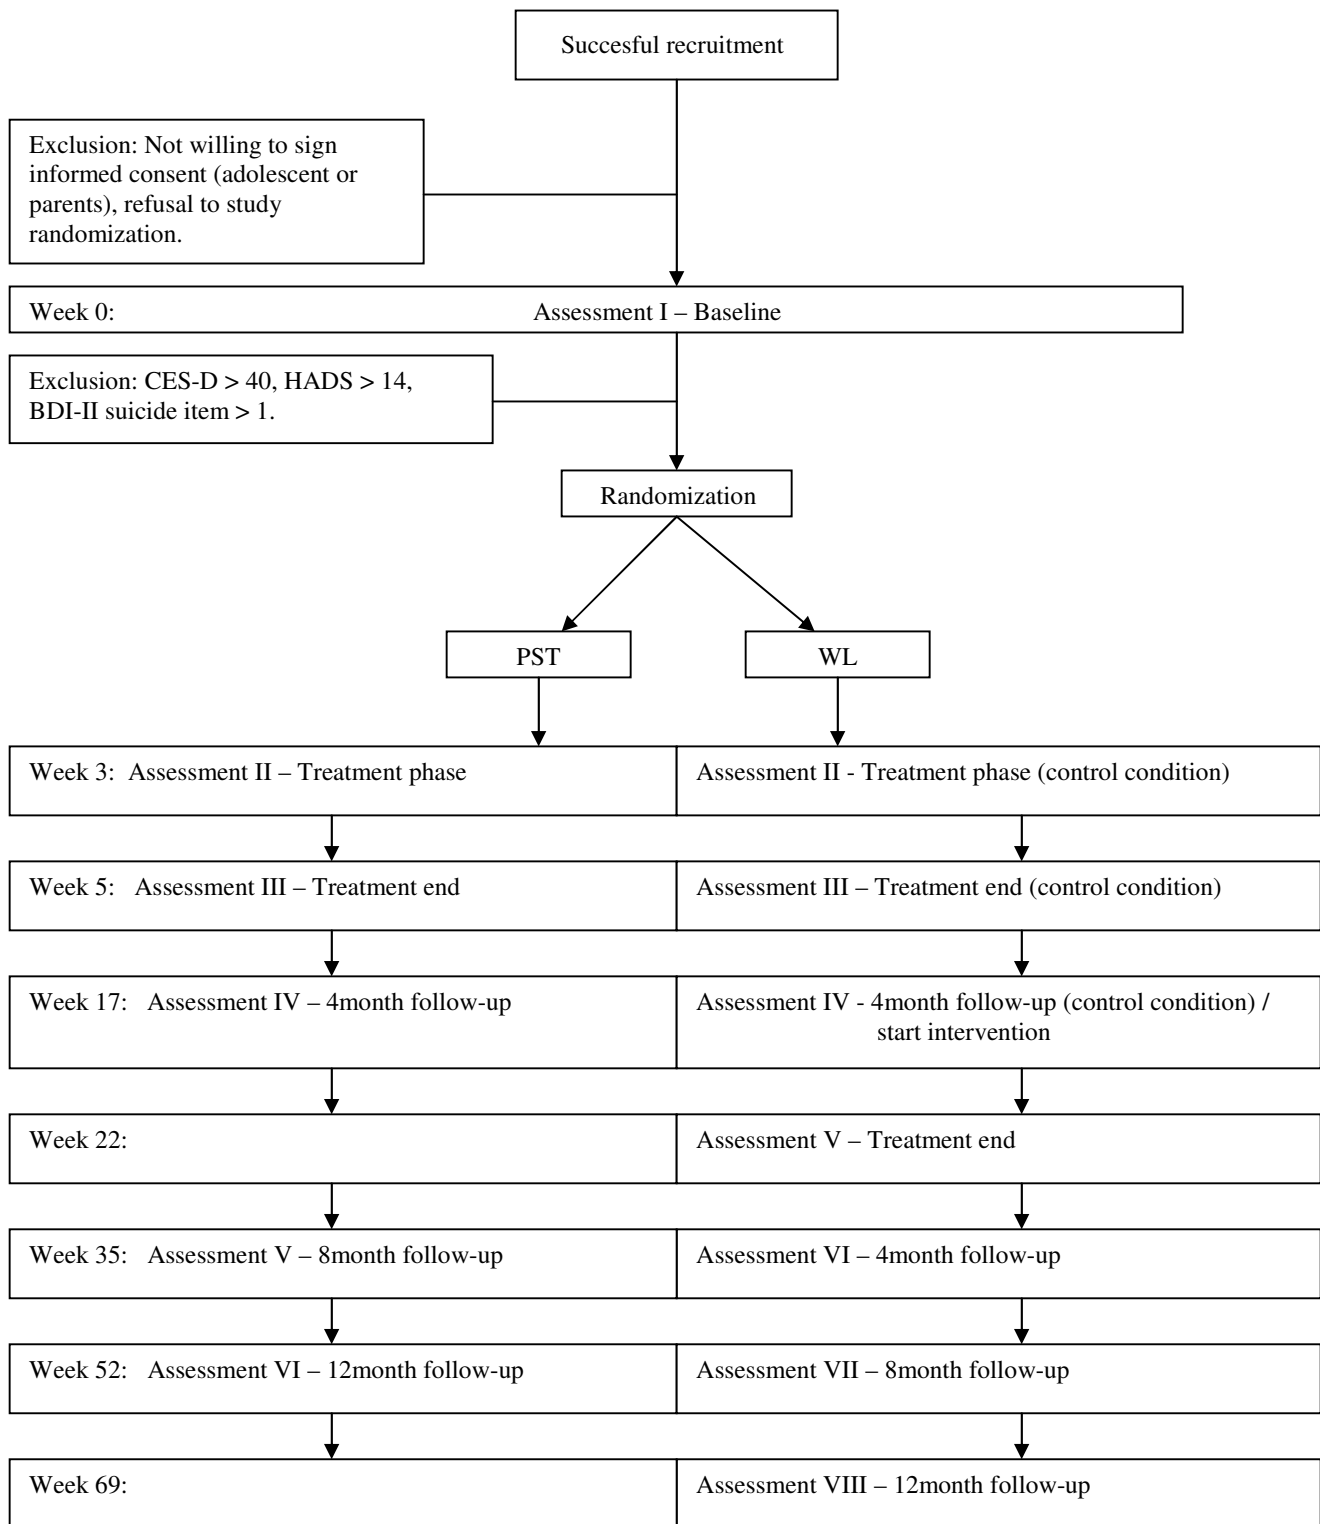 Succesful recruitment
Exclusion: Not willing to sign
informed consent (adolescent or
parents), refusal to study
randomization.
Week 0: Assessment I – Baseline
Exclusion: CES-D > 40, HADS > 14,
BDI-II suicide item > 1.
Randomization
PST
WL
Week 3: Assessment II – Treatment phase
Assessment II - Treatment phase (control condition)
Week 5: Assessment III – Treatment end
Assessment III – Treatment end (control condition)
Week 17: Assessment IV – 4month follow-up
Assessment IV - 4month follow-up (control condition) /
start intervention
Week 22:
Assessment V – Treatment end
Week 35: Assessment V – 8month follow-up
Assessment VI – 4month follow-up
Week 52: Assessment VI – 12month follow-up
Assessment VII – 8month follow-up
Week 69:
Assessment VIII – 12month follow-up